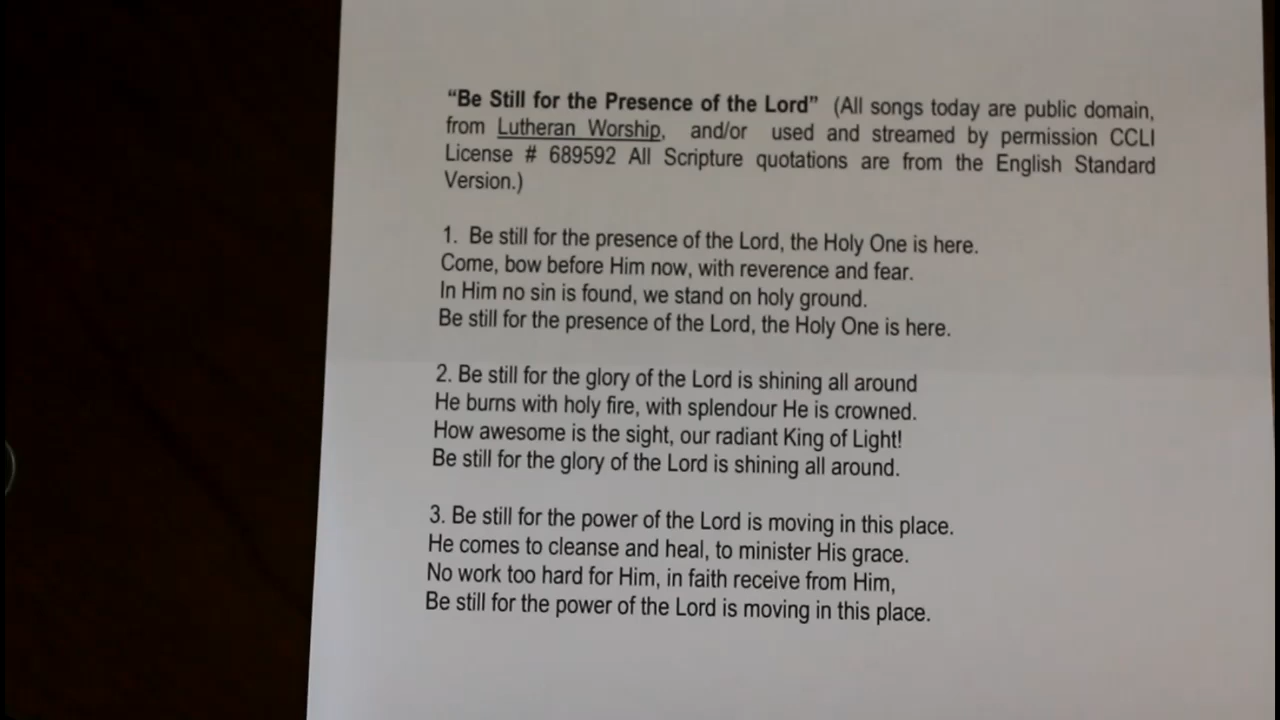 “Be Still for the Presence of the Lord” (All songs today are public domain,
from Lutheran Worship, and/or used and streamed by permission CCLI
License # 689592 All Scripture quotations are from the English Standard
Version.)
1. Be still for the presence of the Lord, the Holy One is here.
Come, bow before Him now, with reverence and fear.
In Him no sin is found, we stand on holy ground.
Be still for the presence of the Lord, the Holy One is here.
2. Be still for the glory of the Lord is shining all around
He burns with holy fire, with splendour He is crowned.
How awesome is the sight, our radiant King of Light!
Be still for the glory of the Lord is shining all around.
3. Be still for the power of the Lord is moving in this place.
He comes to cleanse and heal, to minister His grace.
No work too hard for Him, in faith receive from Him,
Be still for the power of the Lord is moving in this place.